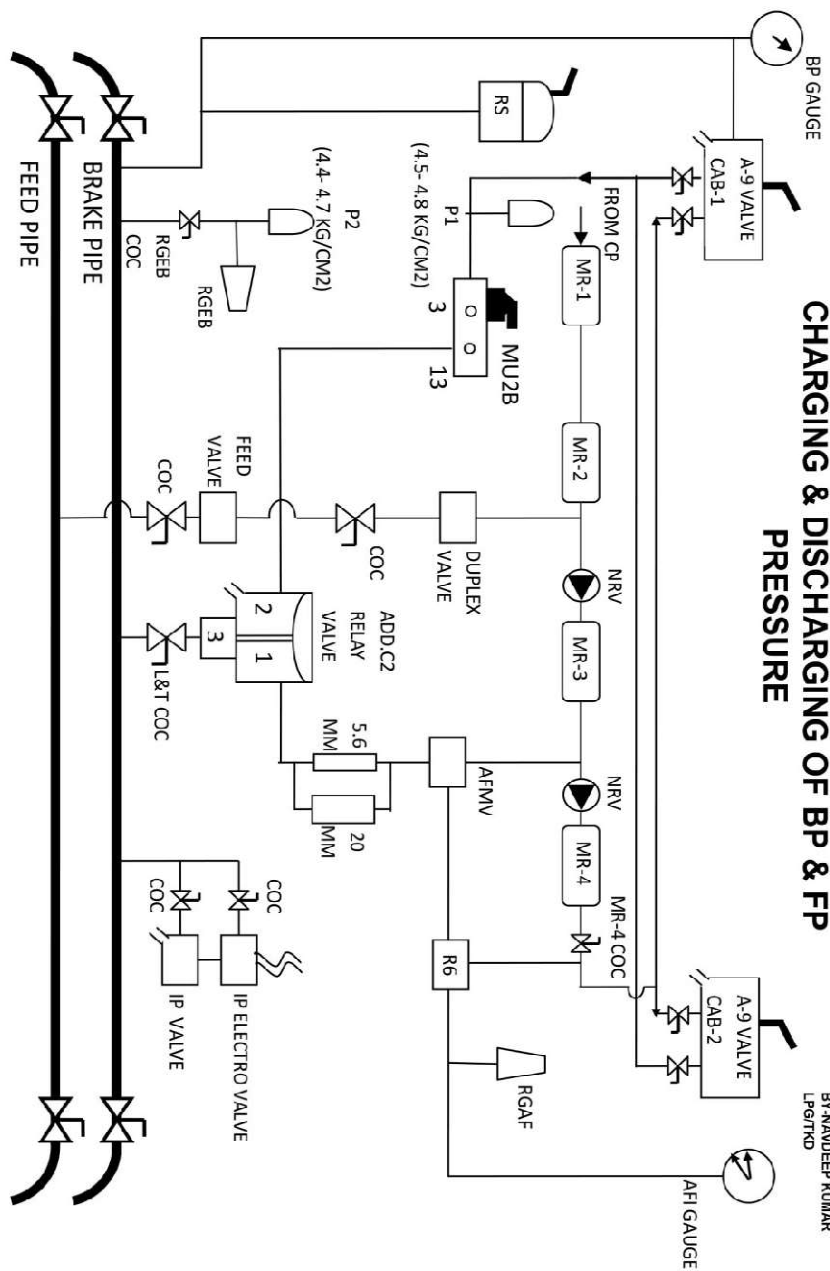 CHARGING & DISCHARGING OF BP & FP
PRESSURE
BY-NAVDEEP KUMAR
LPG/TKD
BP GAUGE
A-9 VALVE
CAB-1
A-9 VALVE
CAB-2
AFI GAUGE
FROM CP
MR-1
MR-2
NRV
MR-3
NRV
MR-4
MR-4 COC
RS
P1
(4.5- 4.8 KG/CM2)
MU2B
3
13
DUPLEX
VALVE
AFMV
R6
RGAF
P2
(4.4- 4.7 KG/CM2)
COC
5.6
MM
20
MM
ADD.C2
RELAY
VALVE
2
1
3
RGEB
RGEB
COC
FEED
VALVE
COC
L&T COC
COC
COC
IP ELECTRO VALVE
IP VALVE
BRAKE PIPE
FEED PIPE